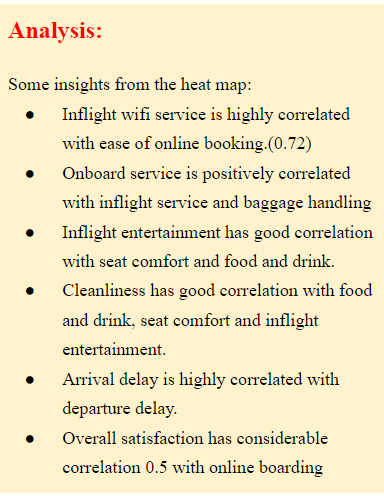 Analysis:
Some insights from the heat map:
● Inflight wifi service is highly correlated
with ease of online booking.(0.72)
● Onboard service is positively correlated
with inflight service and baggage handling
● Inflight entertainment has good correlation
with seat comfort and food and drink.
● Cleanliness has good correlation with food
and drink, seat comfort and inflight
entertainment.
● Arrival delay is highly correlated with
departure delay.
● Overall satisfaction has considerable
correlation 0.5 with online boarding